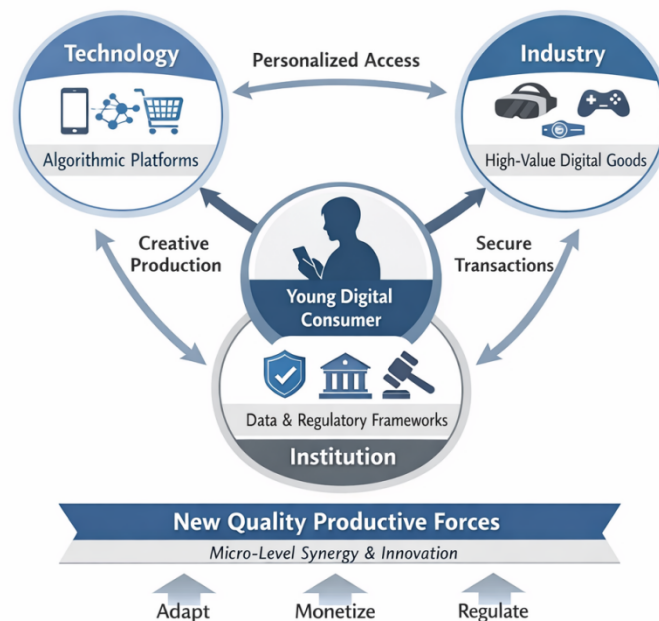 Technology
Personalized Access
Industry
Algorithmic Platforms
High-Value Digital Goods
Creative
Production
Secure
Transactions
Young Digital
Consumer
Data & Regulatory Frameworks
Institution
New Quality Productive Forces
Micro-Level Synergy & Innovation
Adapt
Monetize
Regulate